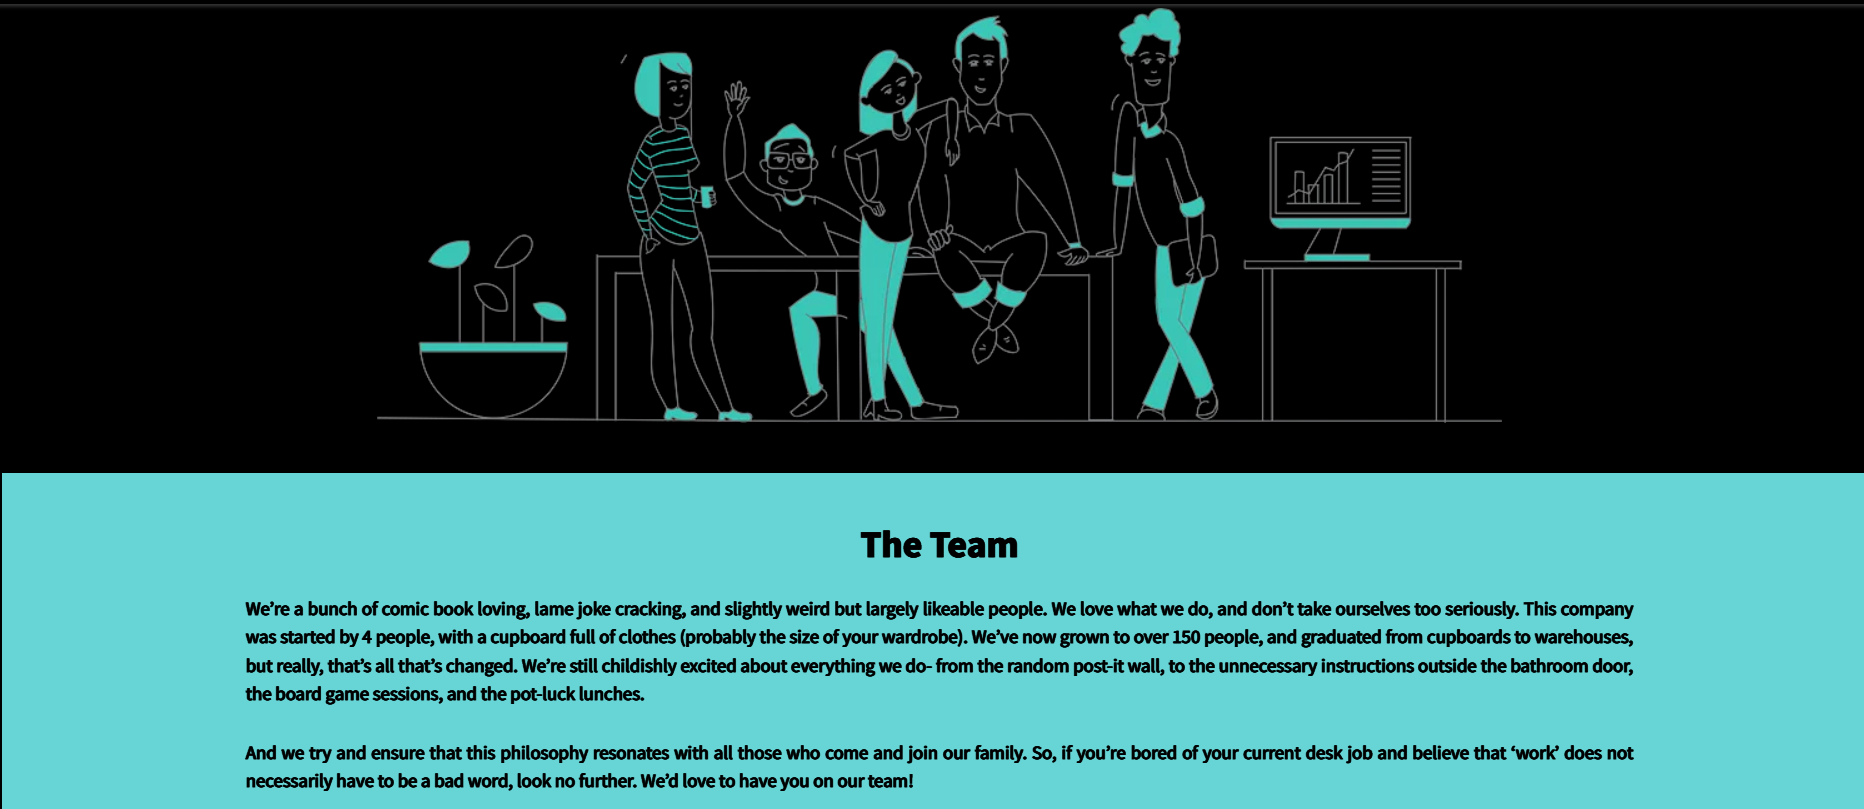 The Team
We’re a bunch of comic book loving, lame joke cracking, and slightly weird but largely likeable people. We love what we do, and don’t take ourselves too seriously. This company
was started by 4 people, with a cupboard full of clothes (probably the size of your wardrobe). We’ve now grown to over 150 people, and graduated from cupboards to warehouses,
but really, that’s all that’s changed. We’re still childishly excited about everything we do- from the random post-it wall, to the unnecessary instructions outside the bathroom door,
the board game sessions, and the pot-luck lunches.
And we try and ensure that this philosophy resonates with all those who come and join our family. So, if you’re bored of your current desk job and believe that ‘work’ does not
necessarily have to be a bad word, look no further. We’d love to have you on our team!